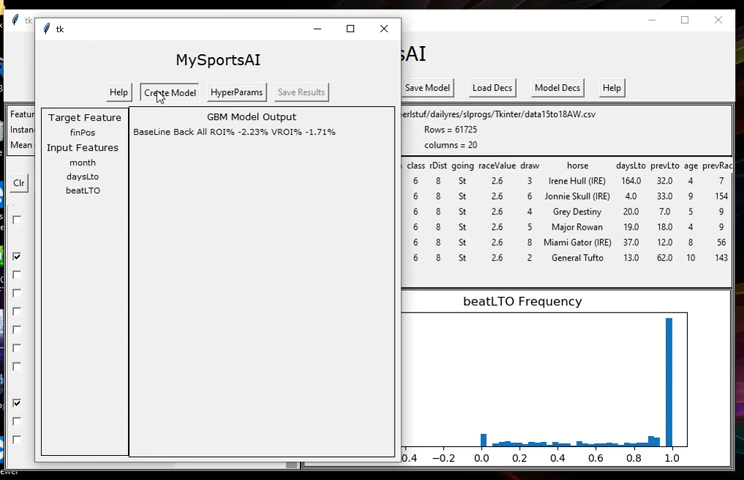 tk
tk
MySportsAI
sAI
Help
Create Model
HyperParams
Save Results
Save Model
Load Decs
Model Decs
Help
Target Feature
finPos
Input Features
month
daysLto
beatLTO
GBM Model Output
BaseLine Back All ROI% -2.23% VROI% -1.71%
Featur
Instanc
Mean
Clr
perlstuf/dailyres/slprogs/Tkinter/data15to18AW.csv
Rows = 61725
columns = 20
class rDist going raceValue draw horse daysLto prevLto age prevRac
6 8 St 2.6 3 Irene Hull (IRE) 164.0 32.0 4 7
6 8 St 2.6 6 Jonnie Skull (IRE) 4.0 33.0 9 154
6 8 St 2.6 4 Grey Destiny 20.0 7.0 5 9
6 8 St 2.6 5 Major Rowan 19.0 18.0 4 9
6 8 St 2.6 8 Miami Gator (IRE) 37.0 12.0 8 56
6 8 St 2.6 2 General Tufto 13.0 62.0 10 143
beatLTO Frequency
0.4 −0.2 0.0 0.2 0.4 0.6 0.8 1.0